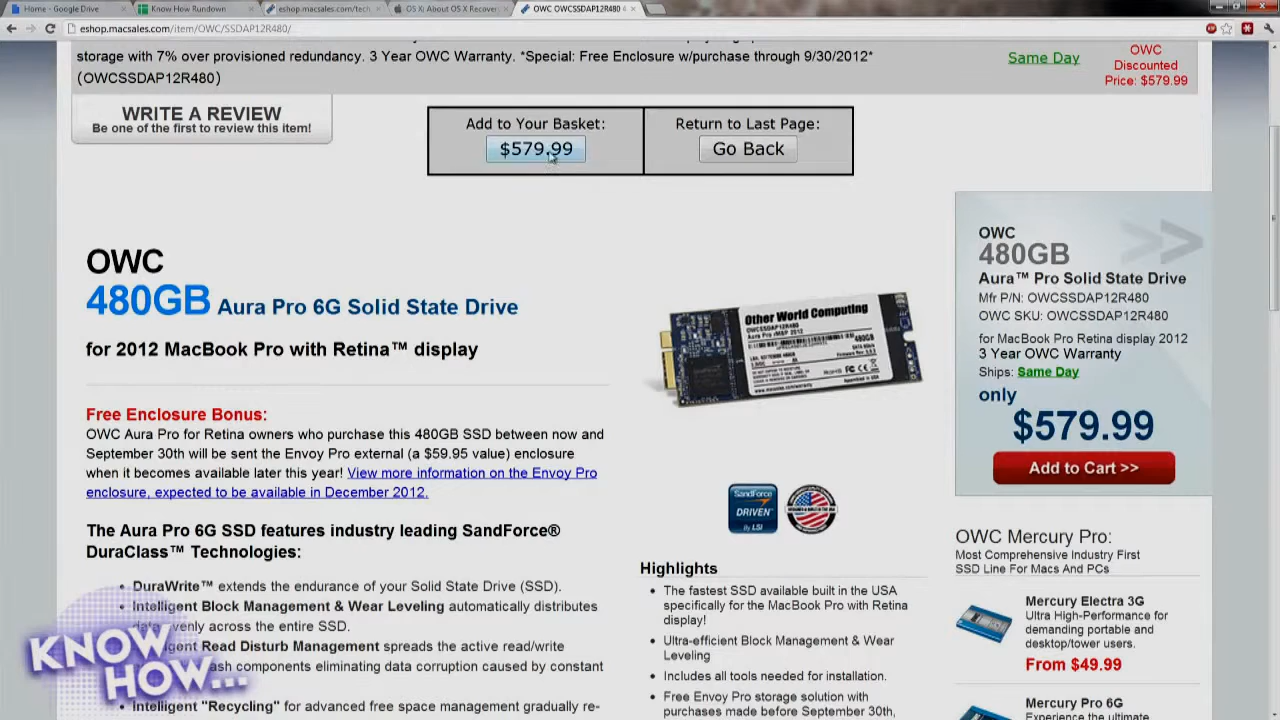 Home - Google Drive
Know How Rundown
eshop.macsales.com/tech
OS X: About OS X Recover
OWC OWCSSDAP12R480
eshop.macsales.com/item/OWC/SSDAP12R480/
storage with 7% over provisioned redundancy. 3 Year OWC Warranty. *Special: Free Enclosure w/purchase through 9/30/2012*
(OWCSSDAP12R480)
Same Day
OWC
Discounted
Price: $579.99
WRITE A REVIEW
Be one of the first to review this item!
Add to Your Basket:
$579.99
Return to Last Page:
Go Back
OWC
480GB Aura Pro 6G Solid State Drive
for 2012 MacBook Pro with Retina™ display
Free Enclosure Bonus:
OWC Aura Pro for Retina owners who purchase this 480GB SSD between now and
September 30th will be sent the Envoy Pro external (a $59.95 value) enclosure
when it becomes available later this year! View more information on the Envoy Pro
enclosure, expected to be available in December 2012.
The Aura Pro 6G SSD features industry leading SandForce®
DuraClass™ Technologies:
• DuraWrite™ extends the endurance of your Solid State Drive (SSD).
• Intelligent Block Management & Wear Leveling automatically distributes
evenly across the entire SSD.
Read Disturb Management spreads the active read/write
components eliminating data corruption caused by constant
• Intelligent "Recycling" for advanced free space management gradually re-
KNOW
HOW...
Other World Computing
OWCSSDAP12R480
480GB
SandForce
DRIVEN
By LSI
Highlights
• The fastest SSD available built in the USA
specifically for the MacBook Pro with Retina
display!
• Ultra-efficient Block Management & Wear
Leveling
• Includes all tools needed for installation.
• Free Envoy Pro storage solution with
purchases made before September 30th,
OWC
480GB
Aura™ Pro Solid State Drive
Mfr P/N: OWCSSDAP12R480
OWC SKU: OWCSSDAP12R480
for MacBook Pro Retina display 2012
3 Year OWC Warranty
Ships: Same Day
only
$579.99
Add to Cart >>
OWC Mercury Pro:
Most Comprehensive Industry First
SSD Line For Macs And PCs
Mercury Electra 3G
Ultra High-Performance for
demanding portable and
desktop/tower users.
From $49.99
Mercury Pro 6G
Experience the ultimate